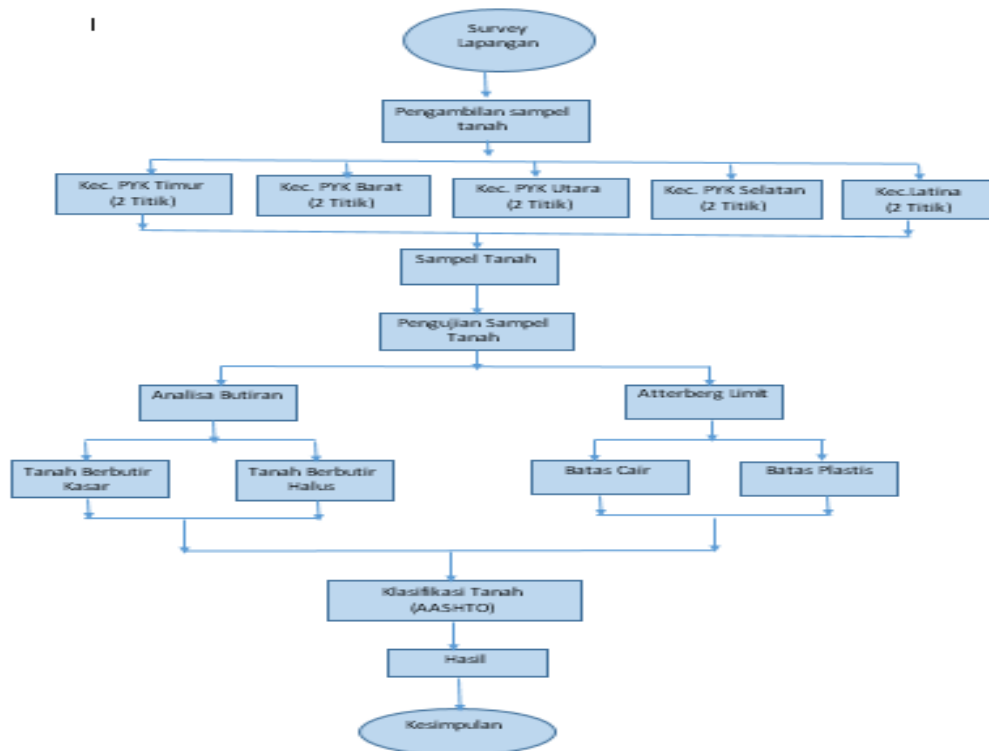 I
Survey
Lapangan
Pengambilan sampel
tanah
Kec. PYK Timur
(2 Titik)
Kec. PYK Barat
(2 Titik)
Kec. PYK Utara
(2 Titik)
Kec. PYK Selatan
(2 Titik)
Kec.Latina
(2 Titik)
Sampel Tanah
Pengujian Sampel
Tanah
Analisa Butiran
Atterberg Limit
Tanah Berbutir
Kasar
Tanah Berbutir
Halus
Batas Cair
Batas Plastis
Klasifikasi Tanah
(AASHTO)
Hasil
Kesimpulan